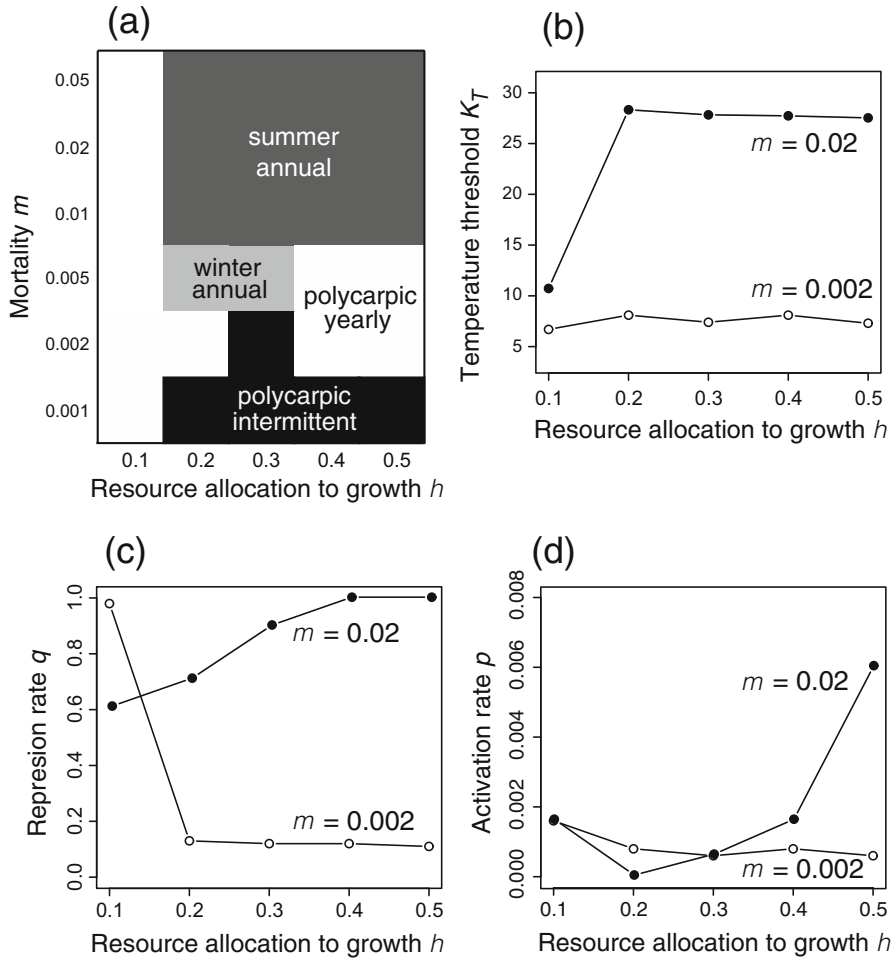 (a)
Mortality m
0.05
0.02
0.01
0.005
0.002
0.001
summer
annual
winter
annual
polycarpic
yearly
polycarpic
intermittent
0.1 0.2 0.3 0.4 0.5
Resource allocation to growth h
(b)
Temperature threshold K_T
30
25
20
15
10
5
m = 0.02
m = 0.002
0.1 0.2 0.3 0.4 0.5
Resource allocation to growth h
(c)
Represion rate q
1.0
0.8
0.6
0.4
0.2
0.0
m = 0.02
m = 0.002
0.1 0.2 0.3 0.4 0.5
Resource allocation to growth h
(d)
Activation rate p
0.008
0.006
0.004
0.002
0.000
m = 0.02
m = 0.002
0.1 0.2 0.3 0.4 0.5
Resource allocation to growth h